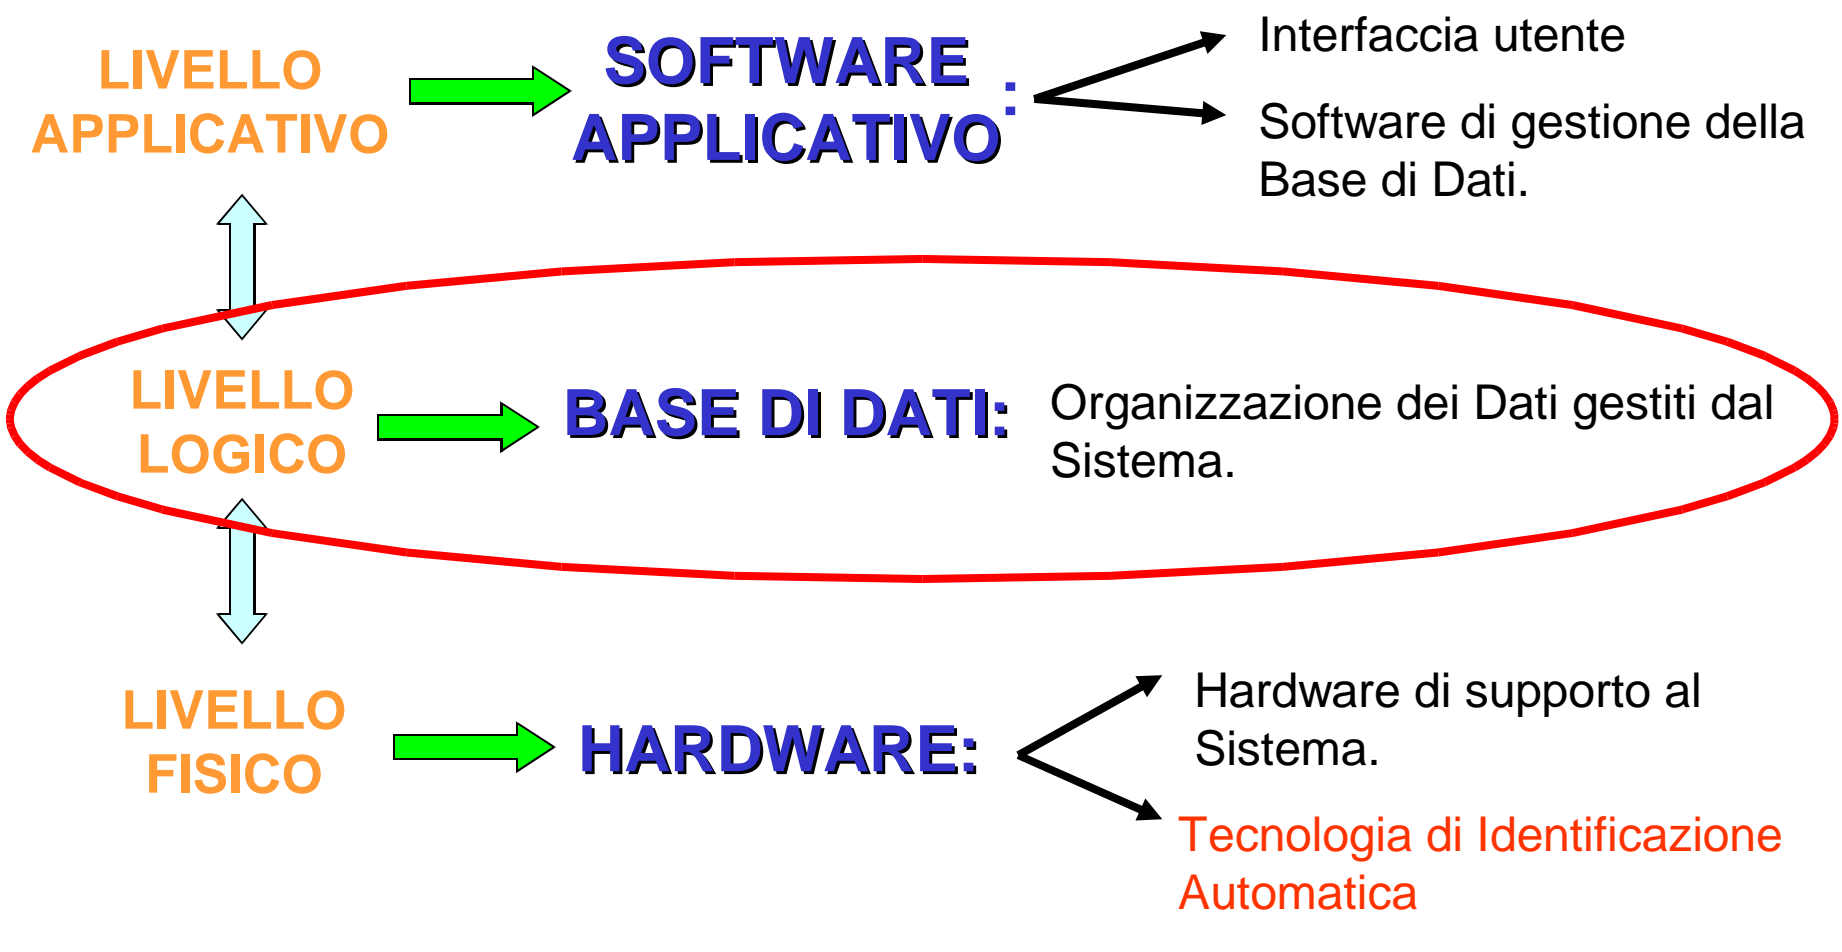 LIVELLO
APPLICATIVO
SOFTWARE
APPLICATIVO:
Interfaccia utente
Software di gestione della
Base di Dati.
LIVELLO
LOGICO
BASE DI DATI:
Organizzazione dei Dati gestiti dal
Sistema.
LIVELLO
FISICO
HARDWARE:
Hardware di supporto al
Sistema.
Tecnologia di Identificazione
Automatica